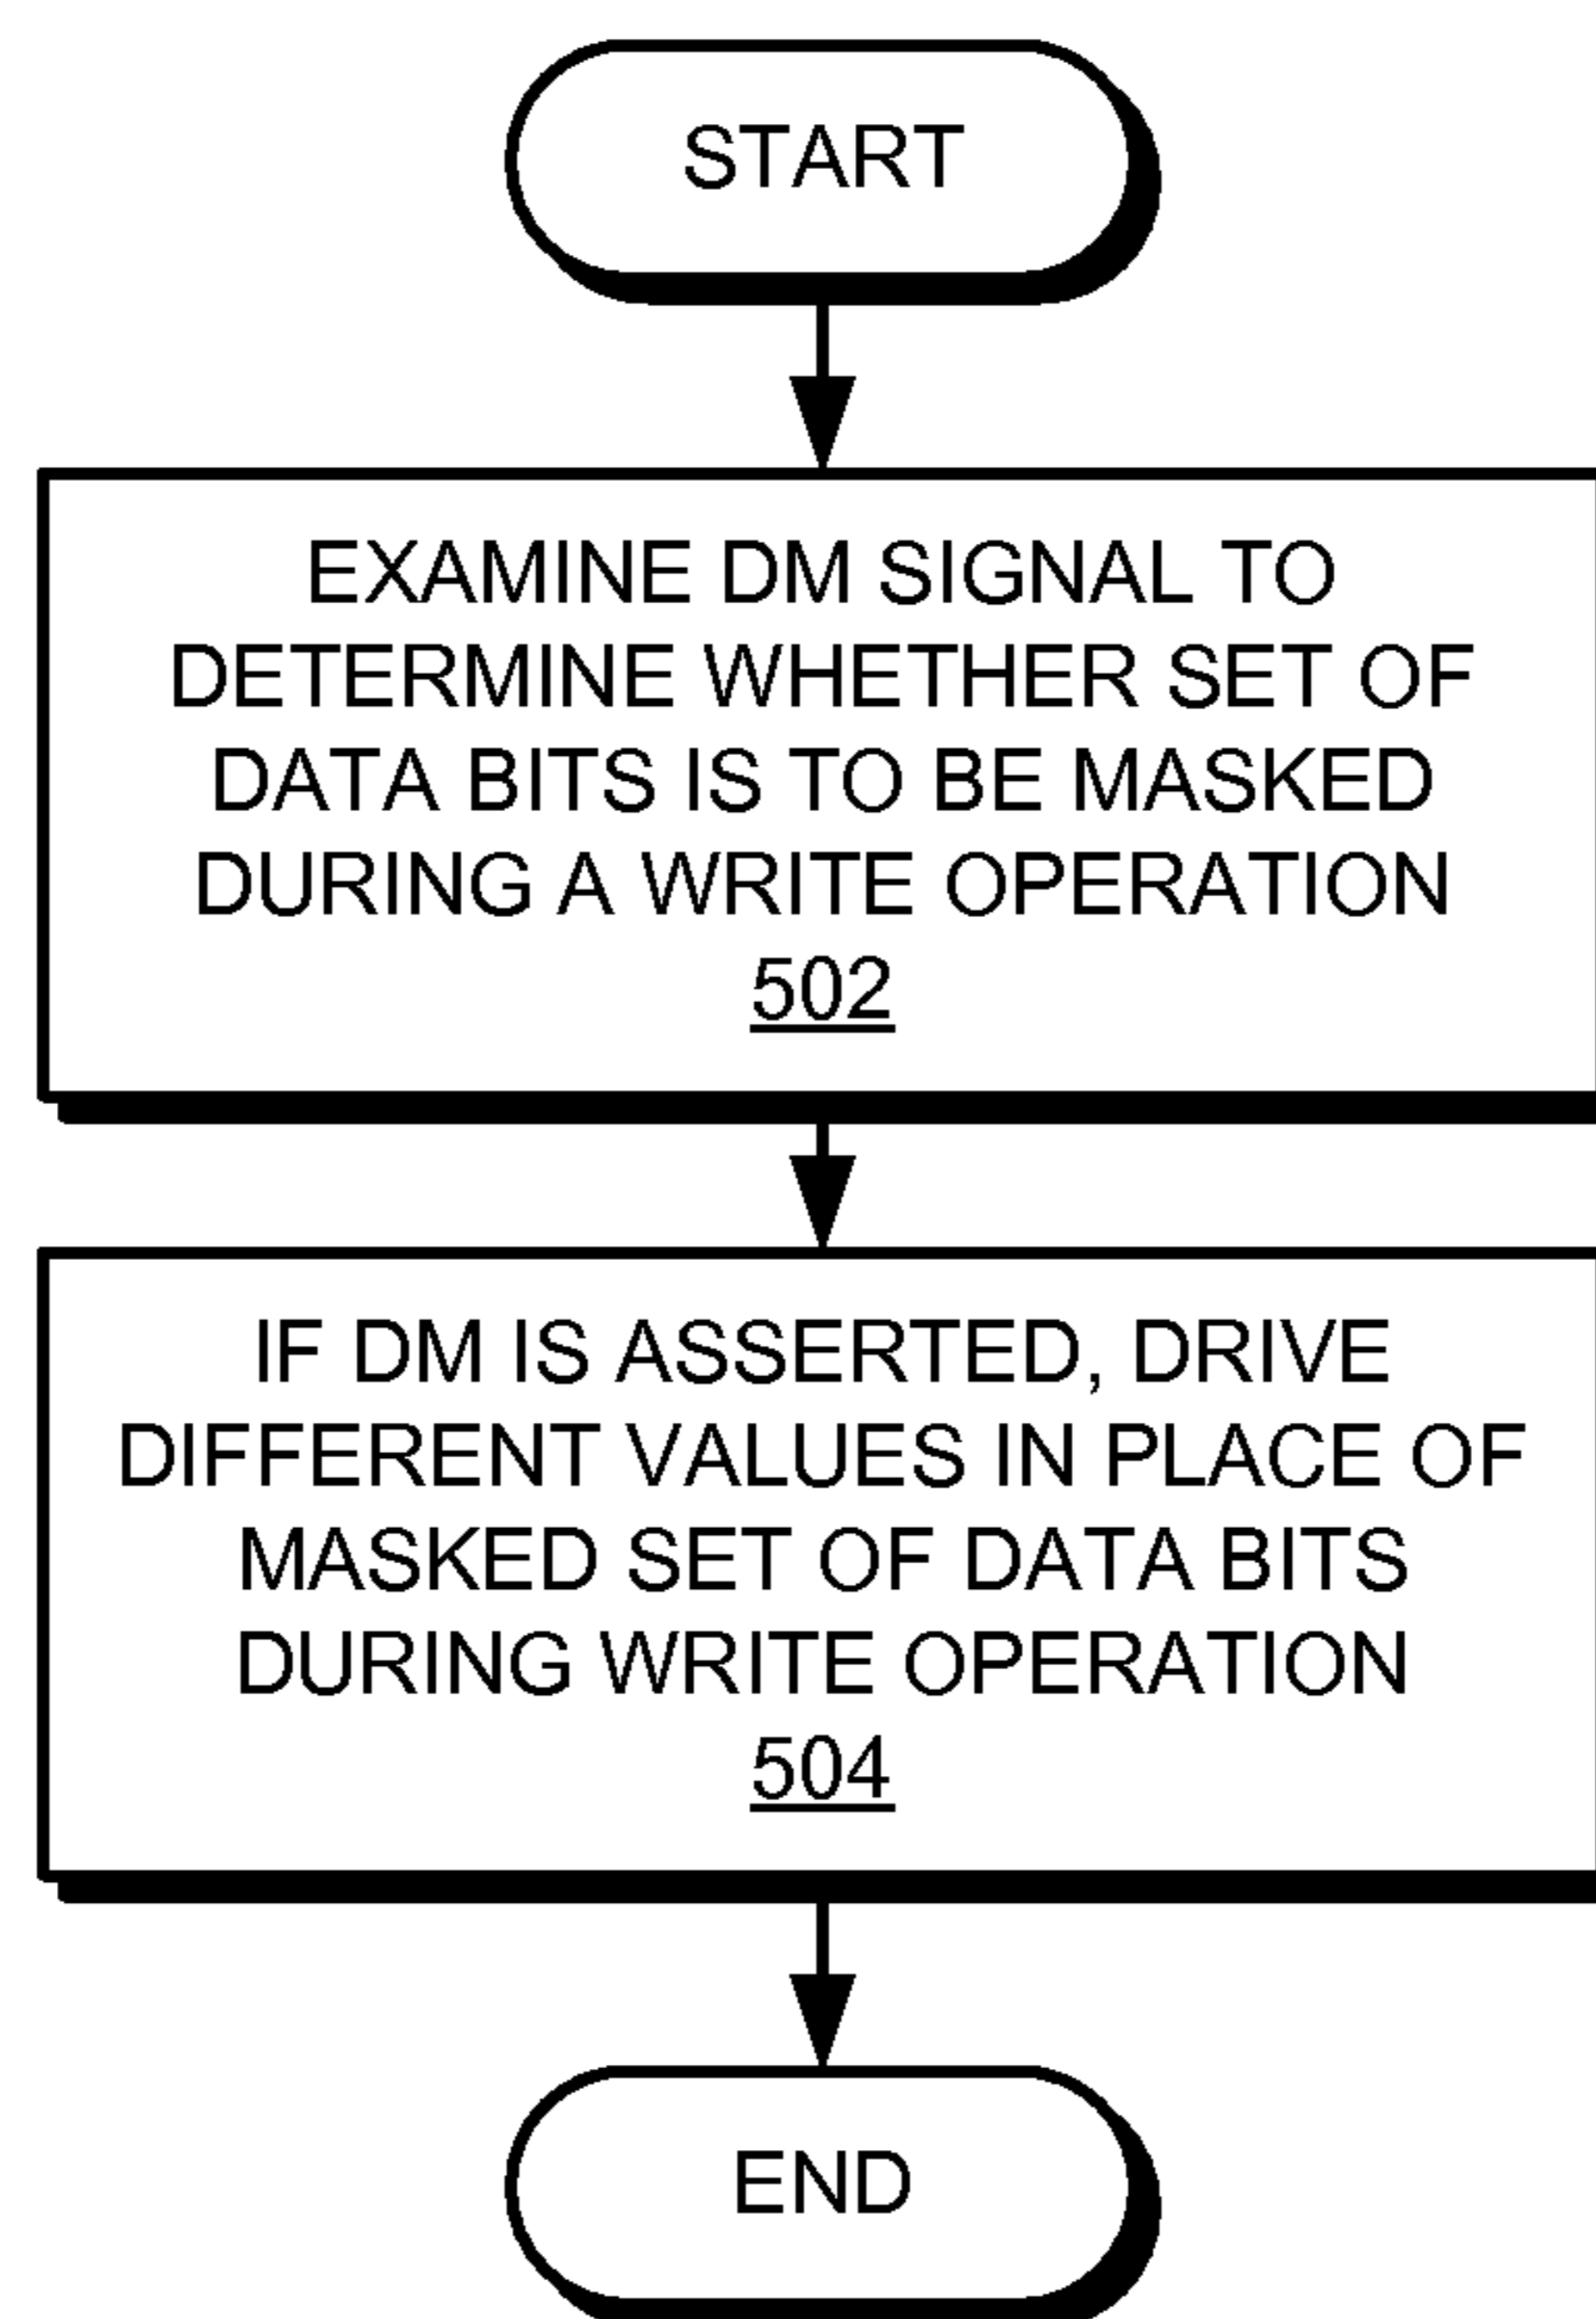 START
EXAMINE DM SIGNAL TO
DETERMINE WHETHER SET OF
DATA BITS IS TO BE MASKED
DURING A WRITE OPERATION
502
IF DM IS ASSERTED, DRIVE
DIFFERENT VALUES IN PLACE OF
MASKED SET OF DATA BITS
DURING WRITE OPERATION
504
END